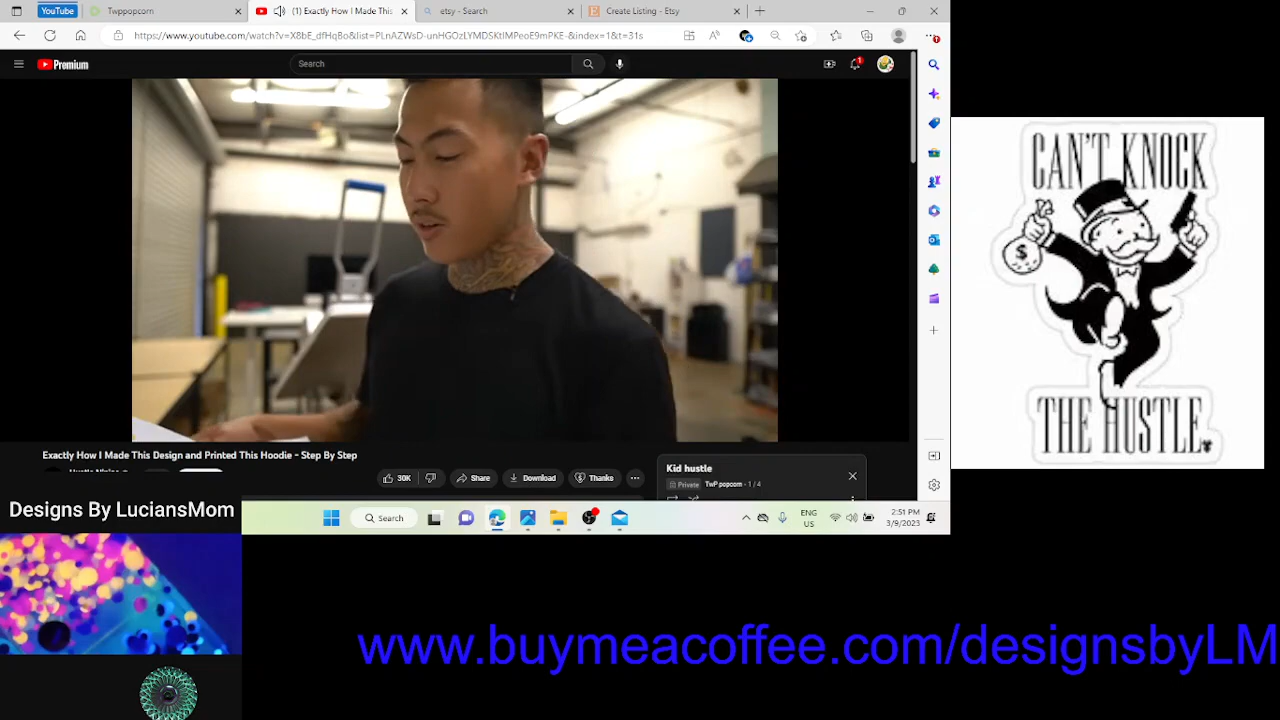 YouTube
Twppopcorn
(1) Exactly How I Made This
etsy - Search
Create Listing - Etsy
https://www.youtube.com/watch?v=X8bE_dfHqBo&list=PLnAZWsD-unHGOzLYMDSKtIMPeoE9mPKE-&index=1&t=31s
Premium
Search
1
CAN'T KNOCK
$
THE HUSTLE
Exactly How I Made This Design and Printed This Hoodie - Step By Step
30K
Share
Download
Thanks
Kid hustle
Private
TwP popcorn - 1 / 4
Designs By LuciansMom
Search
ENG
US
2:51 PM
3/9/2023
www.buymeacoffee.com/designsbyLM